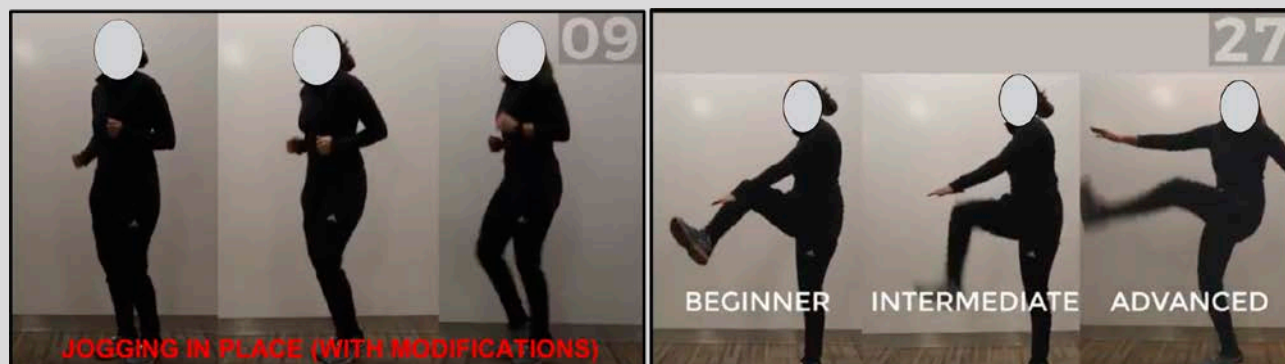 09
JOGGING IN PLACE (WITH MODIFICATIONS)
27
BEGINNER INTERMEDIATE ADVANCED